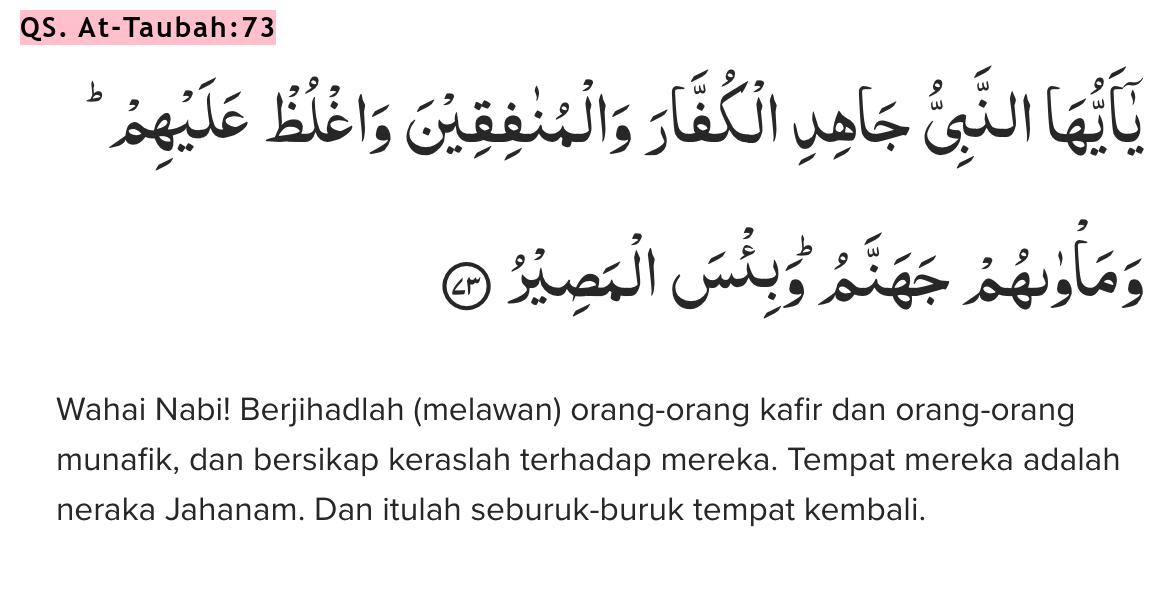 QS. At-Taubah:73
يٰٓاَيُّهَا النَّبِيُّ جَاهِدِ الْكُفَّارَ وَالْمُنٰفِقِيْنَ وَاغْلُظْ عَلَيْهِمْ ۗ
وَمَأْوٰىهُمْ جَهَنَّمُ ۗوَبِئْسَ الْمَصِيْرُ ٧٣
Wahai Nabi! Berjihadlah (melawan) orang-orang kafir dan orang-orang
munafik, dan bersikap keraslah terhadap mereka. Tempat mereka adalah
neraka Jahanam. Dan itulah seburuk-buruk tempat kembali.